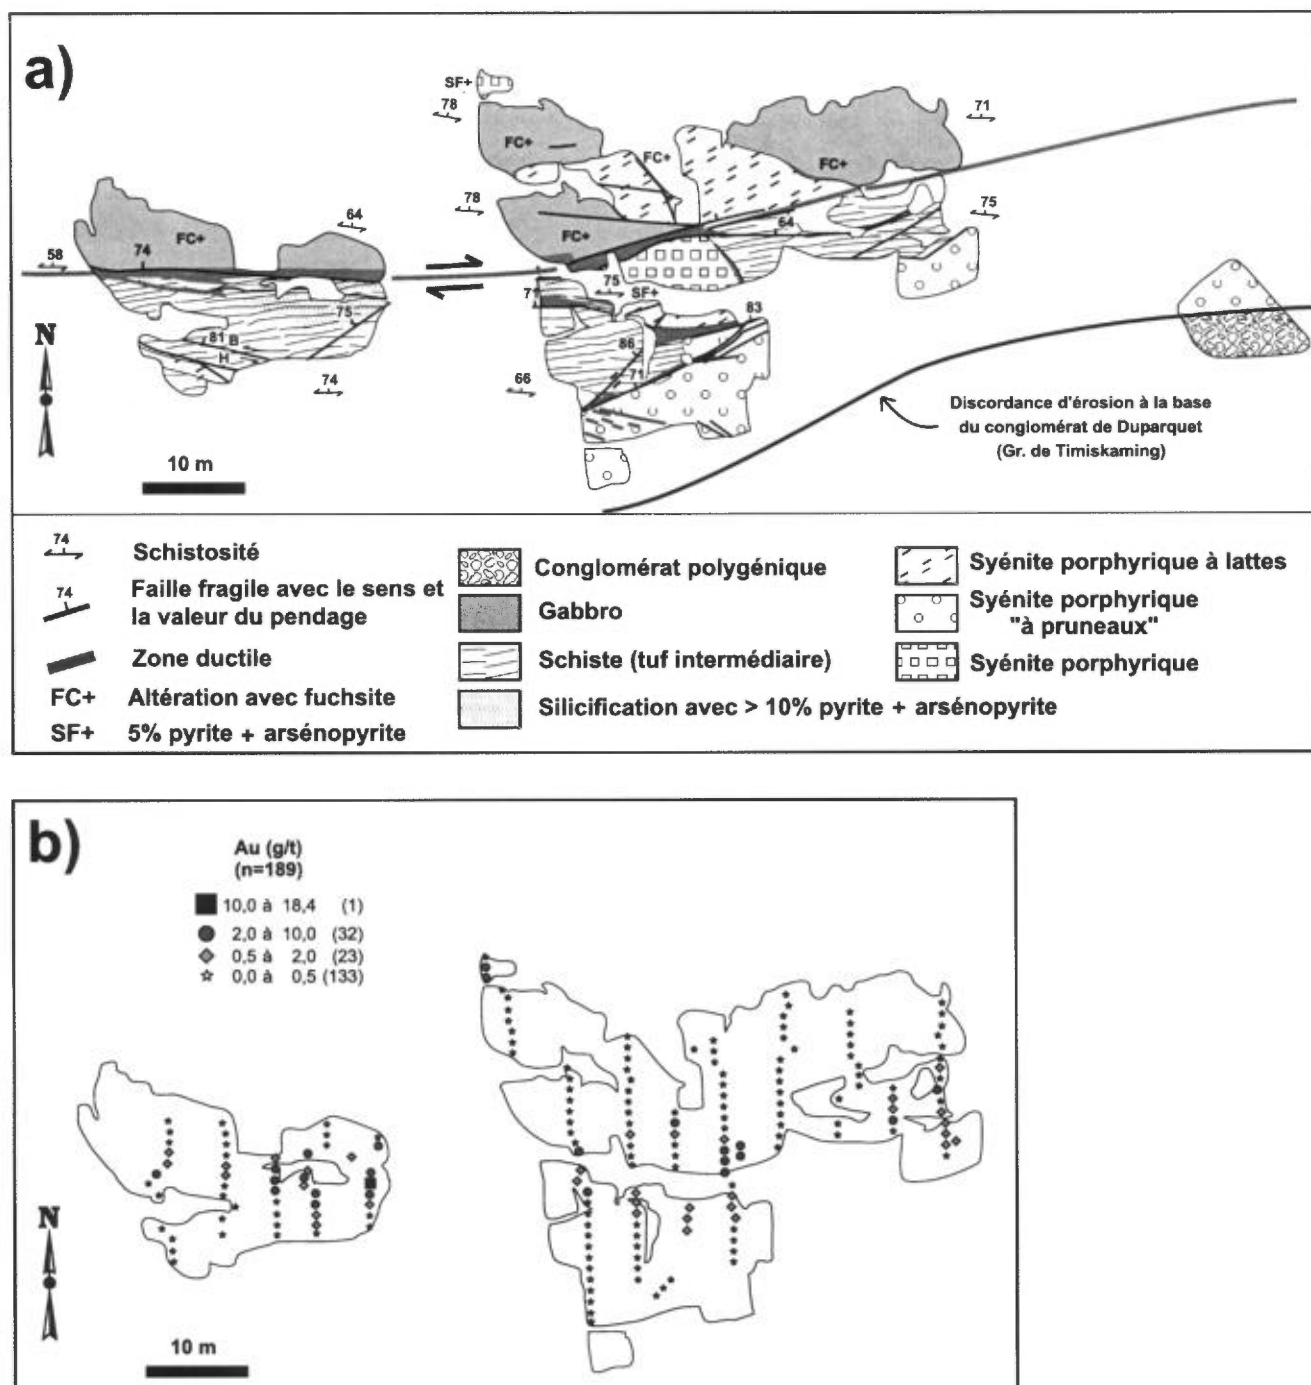 a)
SF+
78
71
FC+
FC+
FC+
78
75
64
64
FC+
74
58
FC+
75
71
SF+
83
75
86
81 B
H
71
74
66
N
10 m
Discordance d'érosion à la base
du conglomérat de Duparquet
(Gr. de Timiskaming)
74
Schistosité
74
Faille fragile avec le sens et
la valeur du pendage
Zone ductile
FC+ Altération avec fuchsite
SF+ 5% pyrite + arsénopyrite
Conglomérat polygénique
Gabbro
Schiste (tuf intermédiaire)
Silicification avec > 10% pyrite + arsénopyrite
Syénite porphyrique à lattes
Syénite porphyrique
"à pruneaux"
Syénite porphyrique
b)
Au (g/t)
(n=189)
10,0 à 18,4 (1)
2,0 à 10,0 (32)
0,5 à 2,0 (23)
0,0 à 0,5 (133)
N
10 m